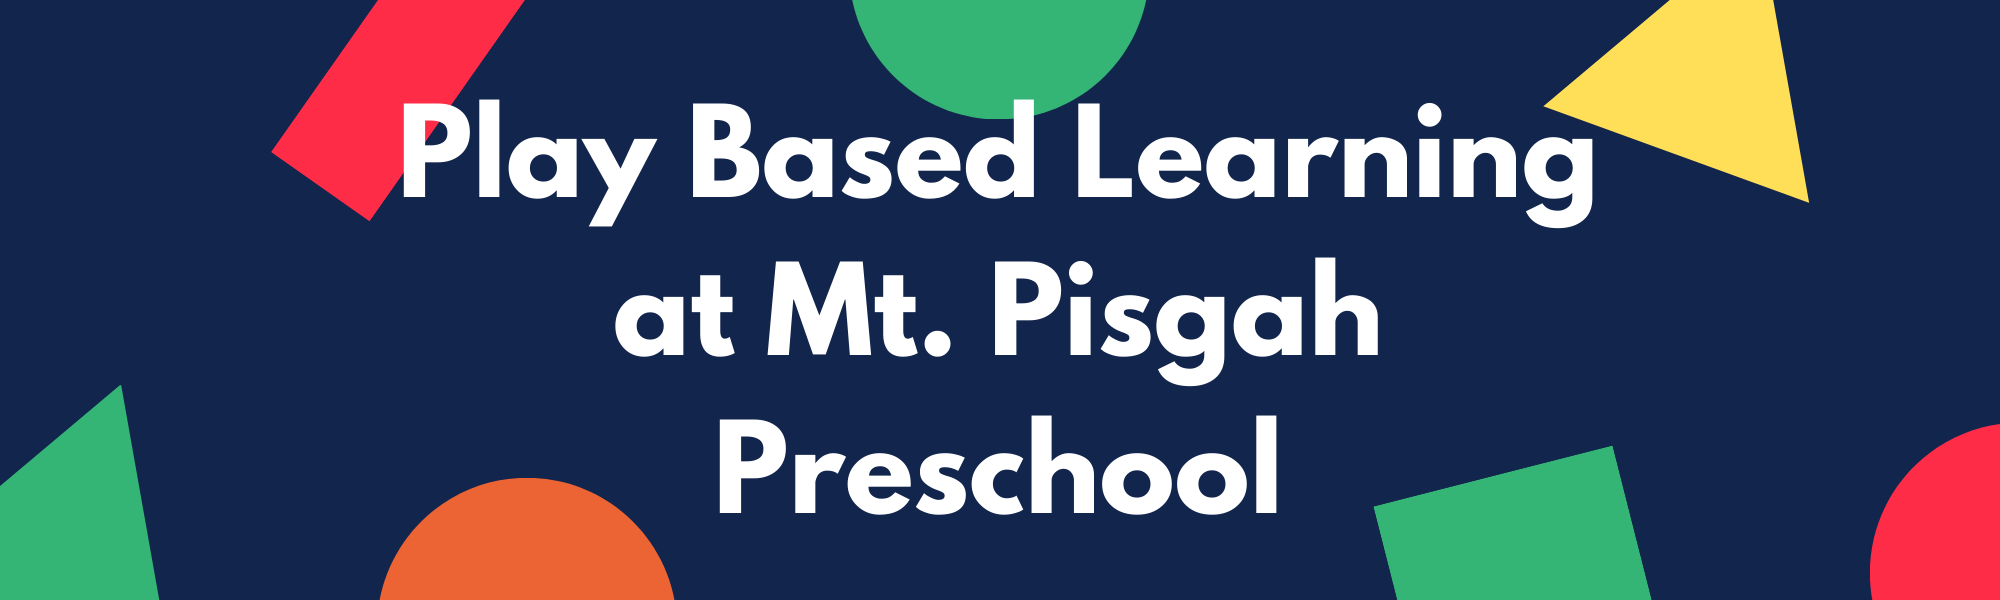 Play Based Learning
at Mt. Pisgah
Preschool